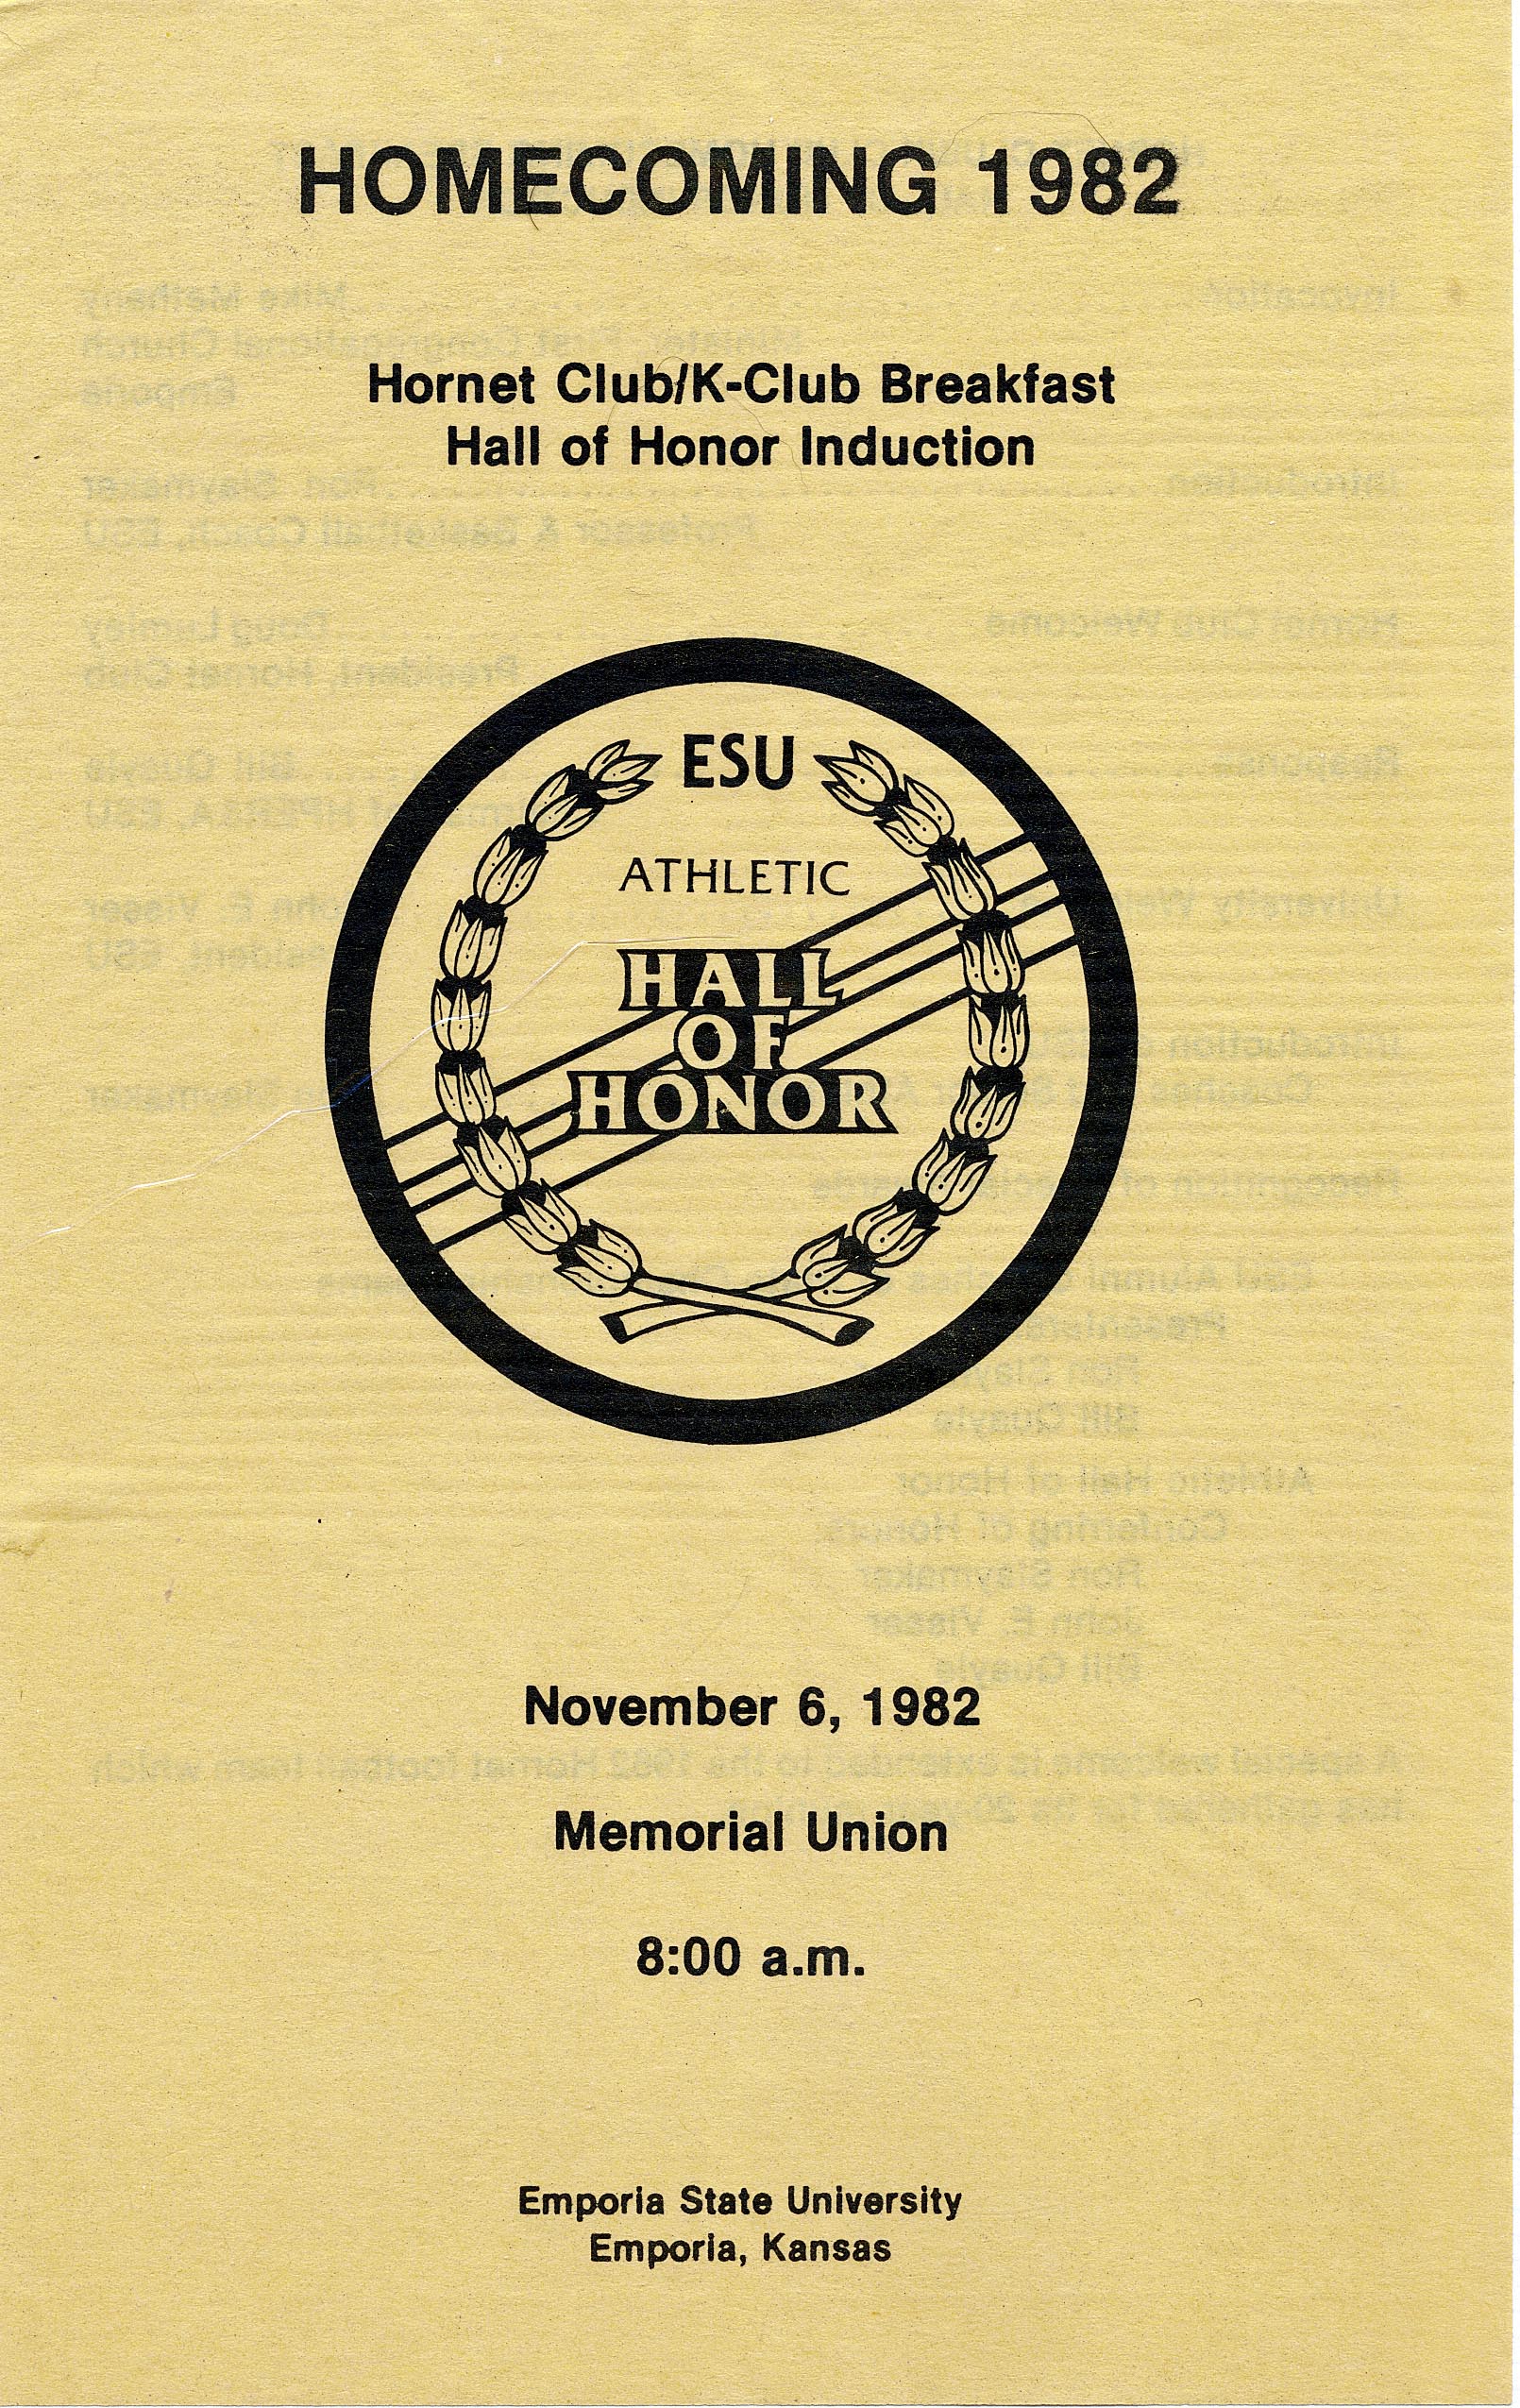 HOMECOMING 1982
Hornet Club/K-Club Breakfast
Hall of Honor Induction
ESU
ATHLETIC
HALL
OF
HONOR
November 6, 1982
Memorial Union
8:00 a.m.
Emporia State University
Emporia, Kansas